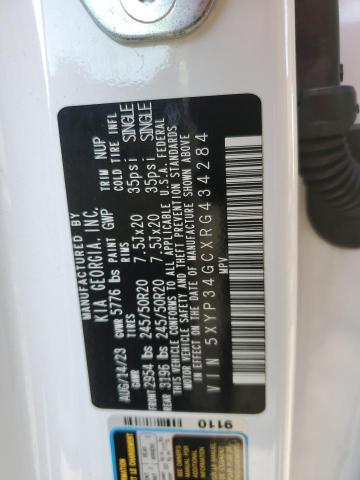 MANUFACTURED BY
KIA GEORGIA, INC.
AUG/14/23 GVWR 5776 lbs PAINT GWP TRIM NUP
TIRES RIMS COLD TIRE INFL
FRONT 2954 lbs 245/50R20 7.5Jx20 35psi SINGLE
REAR 3196 lbs 245/50R20 7.5Jx20 35psi SINGLE
THIS VEHICLE CONFORMS TO ALL APPLICABLE U.S.A. FEDERAL
MOTOR VEHICLE SAFETY AND THEFT PREVENTION STANDARDS
IN EFFECT ON THE DATE OF MANUFACTURE SHOWN ABOVE
VIN 5XYP34GCXRG434284
MPV
9110